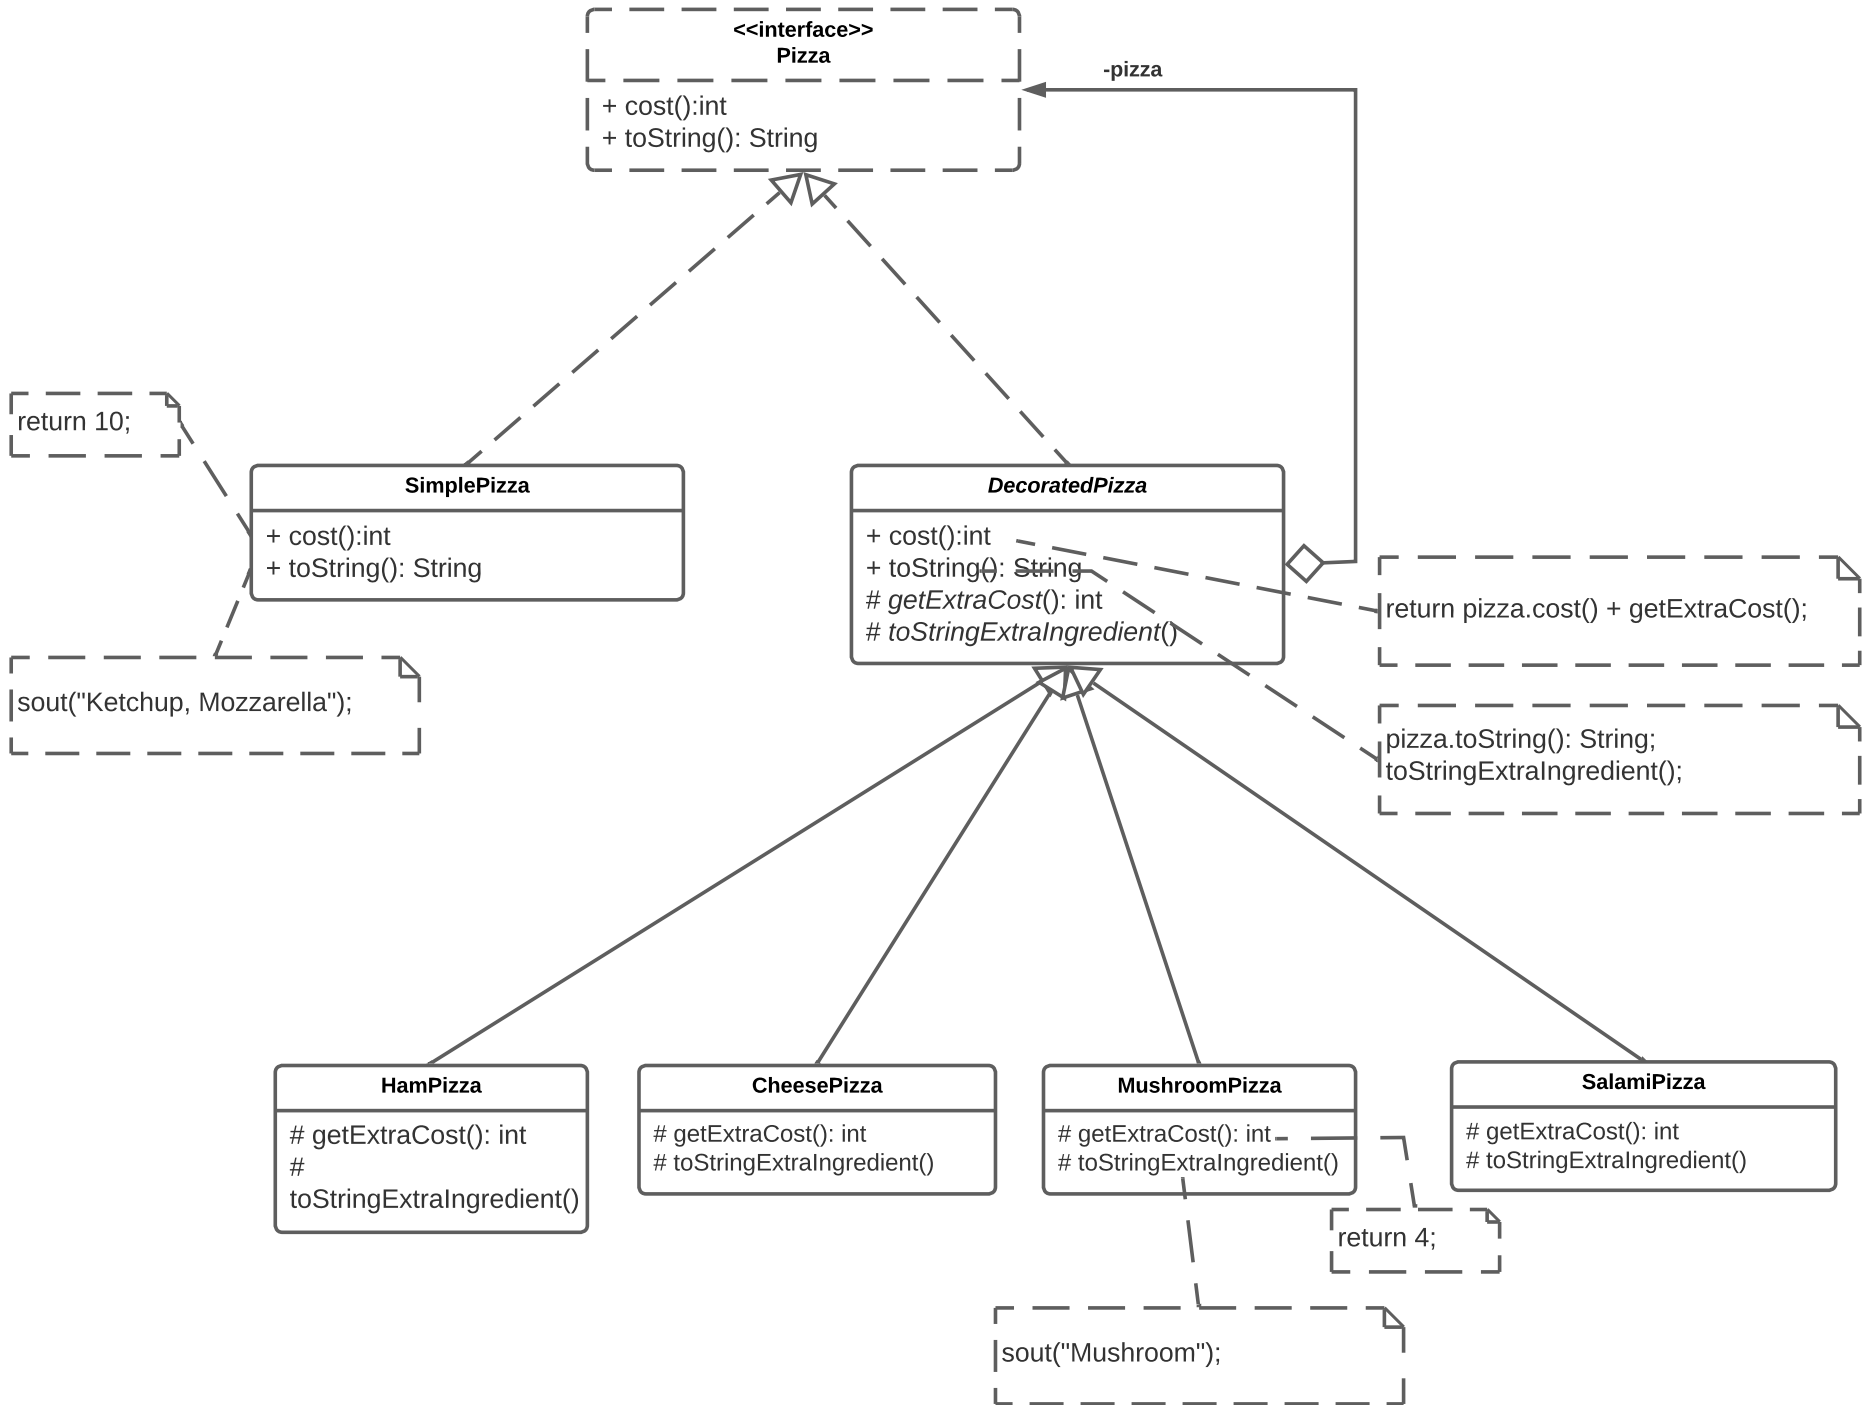 <<interface>>
Pizza
+ cost():int
+ toString(): String
-pizza
return 10;
SimplePizza
+ cost():int
+ toString(): String
sout("Ketchup, Mozzarella");
DecoratedPizza
+ cost():int
+ toString(): String
# getExtraCost(): int
# toStringExtraIngredient()
return pizza.cost() + getExtraCost();
pizza.toString(): String;
toStringExtraIngredient();
HamPizza
# getExtraCost(): int
#
toStringExtraIngredient()
CheesePizza
# getExtraCost(): int
# toStringExtraIngredient()
MushroomPizza
# getExtraCost(): int
# toStringExtraIngredient()
SalamiPizza
# getExtraCost(): int
# toStringExtraIngredient()
return 4;
sout("Mushroom");